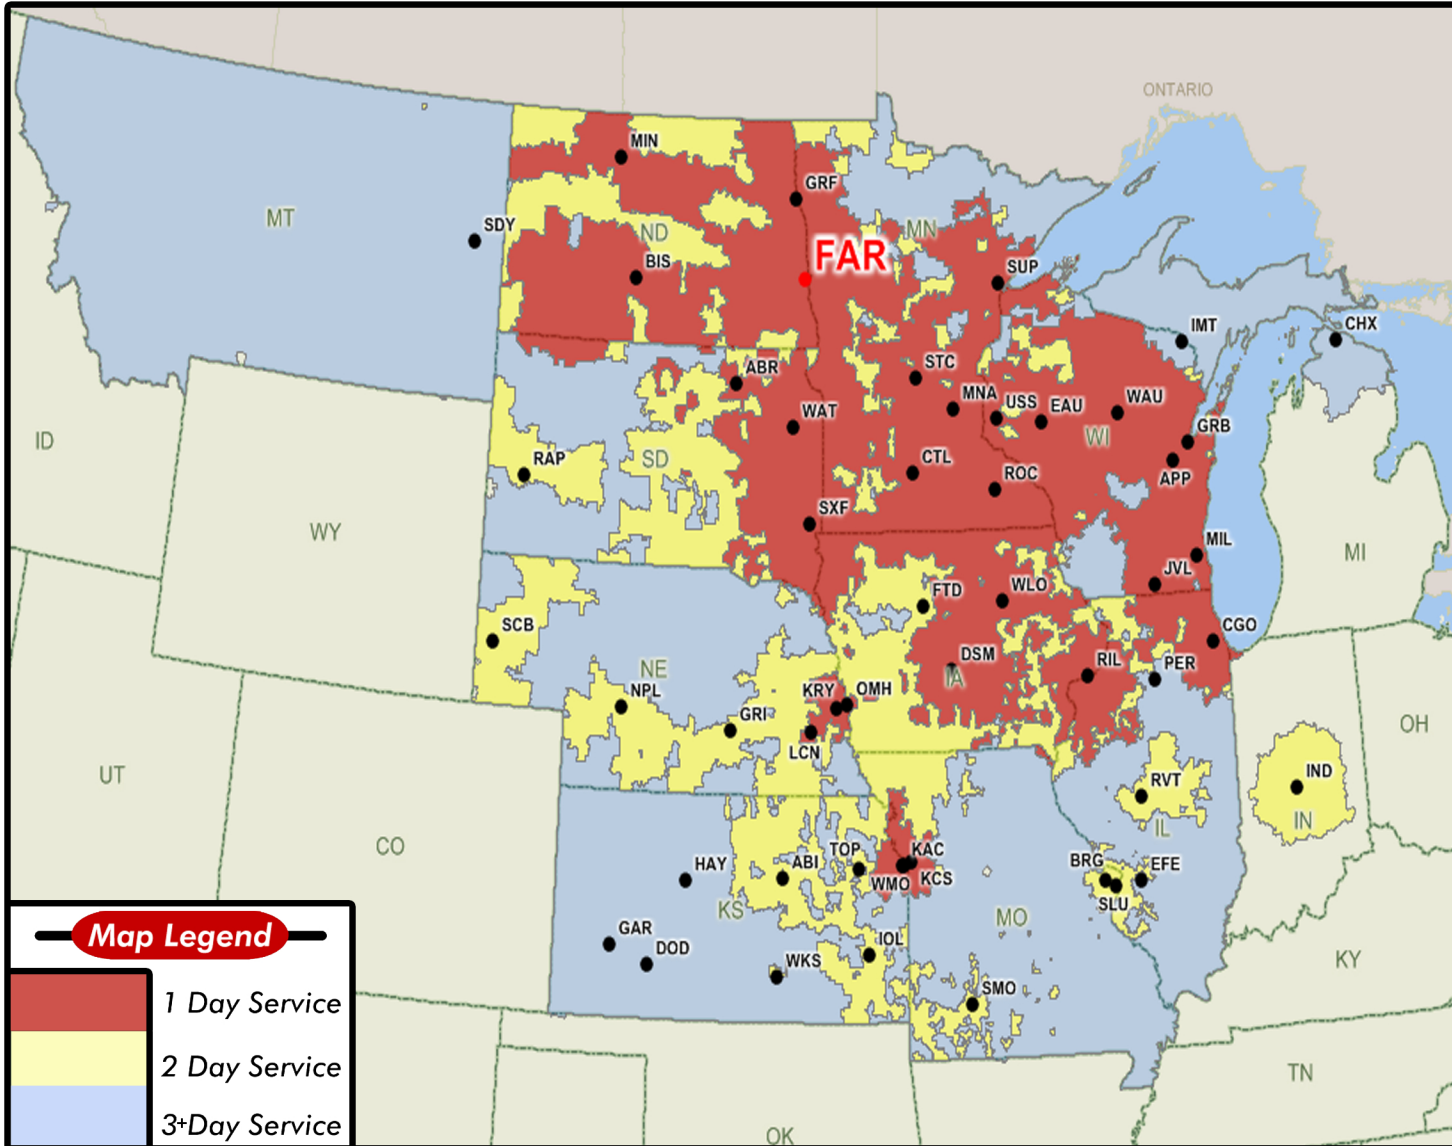 ONTARIO
MIN
GRF
MT
SDY
ND
MN
FAR
BIS
SUP
IMT
CHX
ABR
STC
MNA
USS
EAU
WAU
WAT
WI
GRB
ID
RAP
SD
CTL
ROC
APP
SXF
WY
MIL
MI
JVL
FTD
WLO
SCB
CGO
DSM
RIL
PER
NE
IA
NPL
KRY
OMH
GRI
LCN
OH
UT
RVT
IND
IL
IN
CO
TOP
KAC
HAY
ABI
WMO
KCS
BRG
EFE
SLU
KS
MO
GAR
DOD
IOL
WKS
KY
SMO
Map Legend
1 Day Service
2 Day Service
3+Day Service
TN
OK